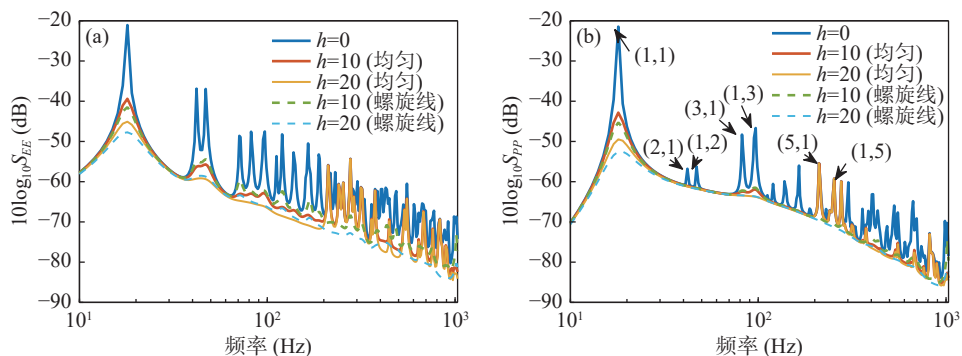 (a)
h=0
h=10 (均匀)
h=20 (均匀)
h=10 (螺旋线)
h=20 (螺旋线)
10log₁₀S_EE (dB)
−20
−30
−40
−50
−60
−70
−80
−90
10¹
10²
10³
频率 (Hz)
(b)
h=0
h=10 (均匀)
h=20 (均匀)
h=10 (螺旋线)
h=20 (螺旋线)
(1,1)
(3,1)
(1,3)
(2,1)
(1,2)
(5,1)
(1,5)
10log₁₀S_PP (dB)
−20
−30
−40
−50
−60
−70
−80
−90
10¹
10²
10³
频率 (Hz)